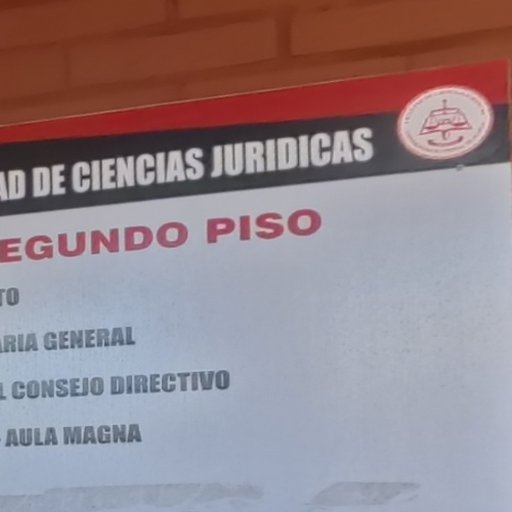 AD DE CIENCIAS JURIDICAS
EGUNDO PISO
TO
ARIA GENERAL
L CONSEJO DIRECTIVO
- AULA MAGNA